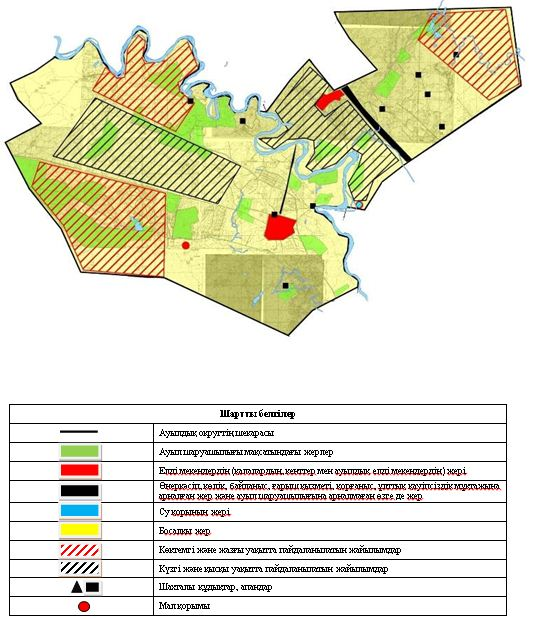 Шартты белгілер
Ауылдық округтің шекарасы
Ауыл шаруашылығы мақсатындағы жерлер
Елді мекендердің (қалалардың, кенттер мен ауылдық елді мекендердің) жері
Өнеркәсіп, көлік, байланыс, ғарыш қызметі, қорғаныс, ұлттық қауіпсіздік мұқтажына
арналған жер және ауыл шаруашылығына арналмаған өзге де жер
Су қорының жері
Босалқы жер
Көктемгі және жазғы уақытта пайдаланылатын жайылымдар
Күзгі және қысқы уақытта пайдаланылатын жайылымдар
Шахталы құдықтар, апандар
Мал қорымы